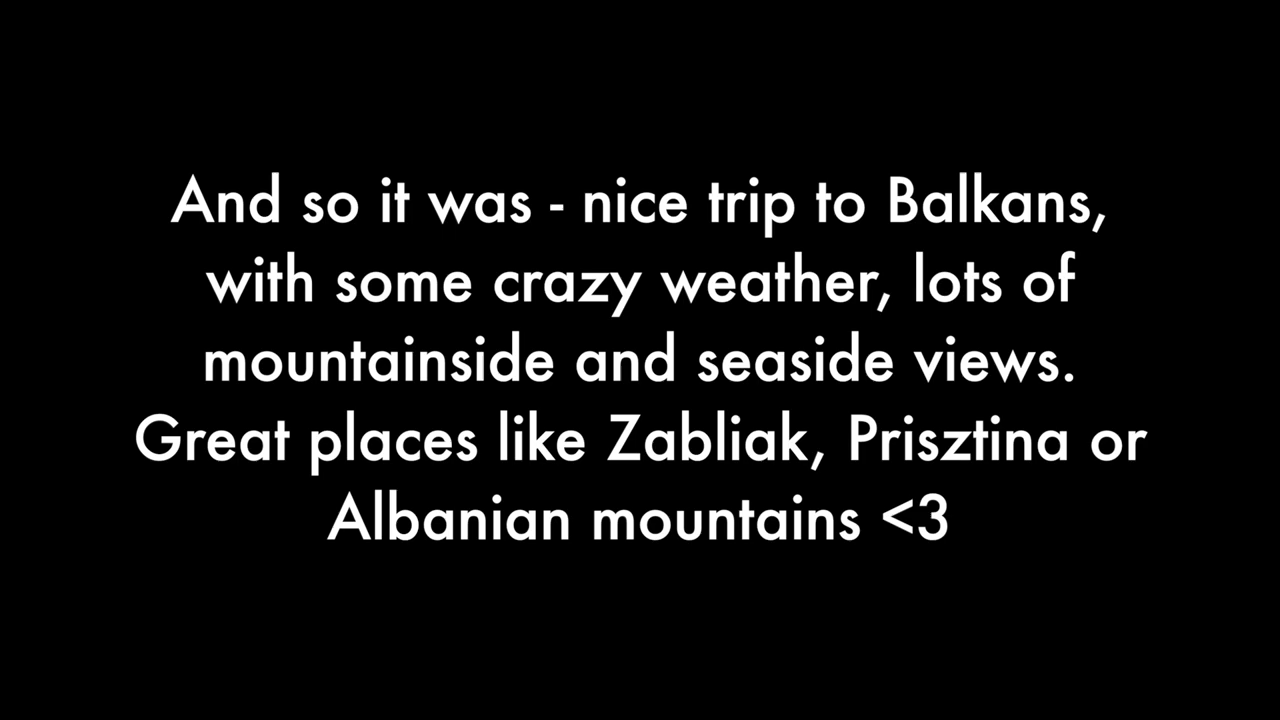 And so it was - nice trip to Balkans,
with some crazy weather, lots of
mountainside and seaside views.
Great places like Zabliak, Prisztina or
Albanian mountains <3